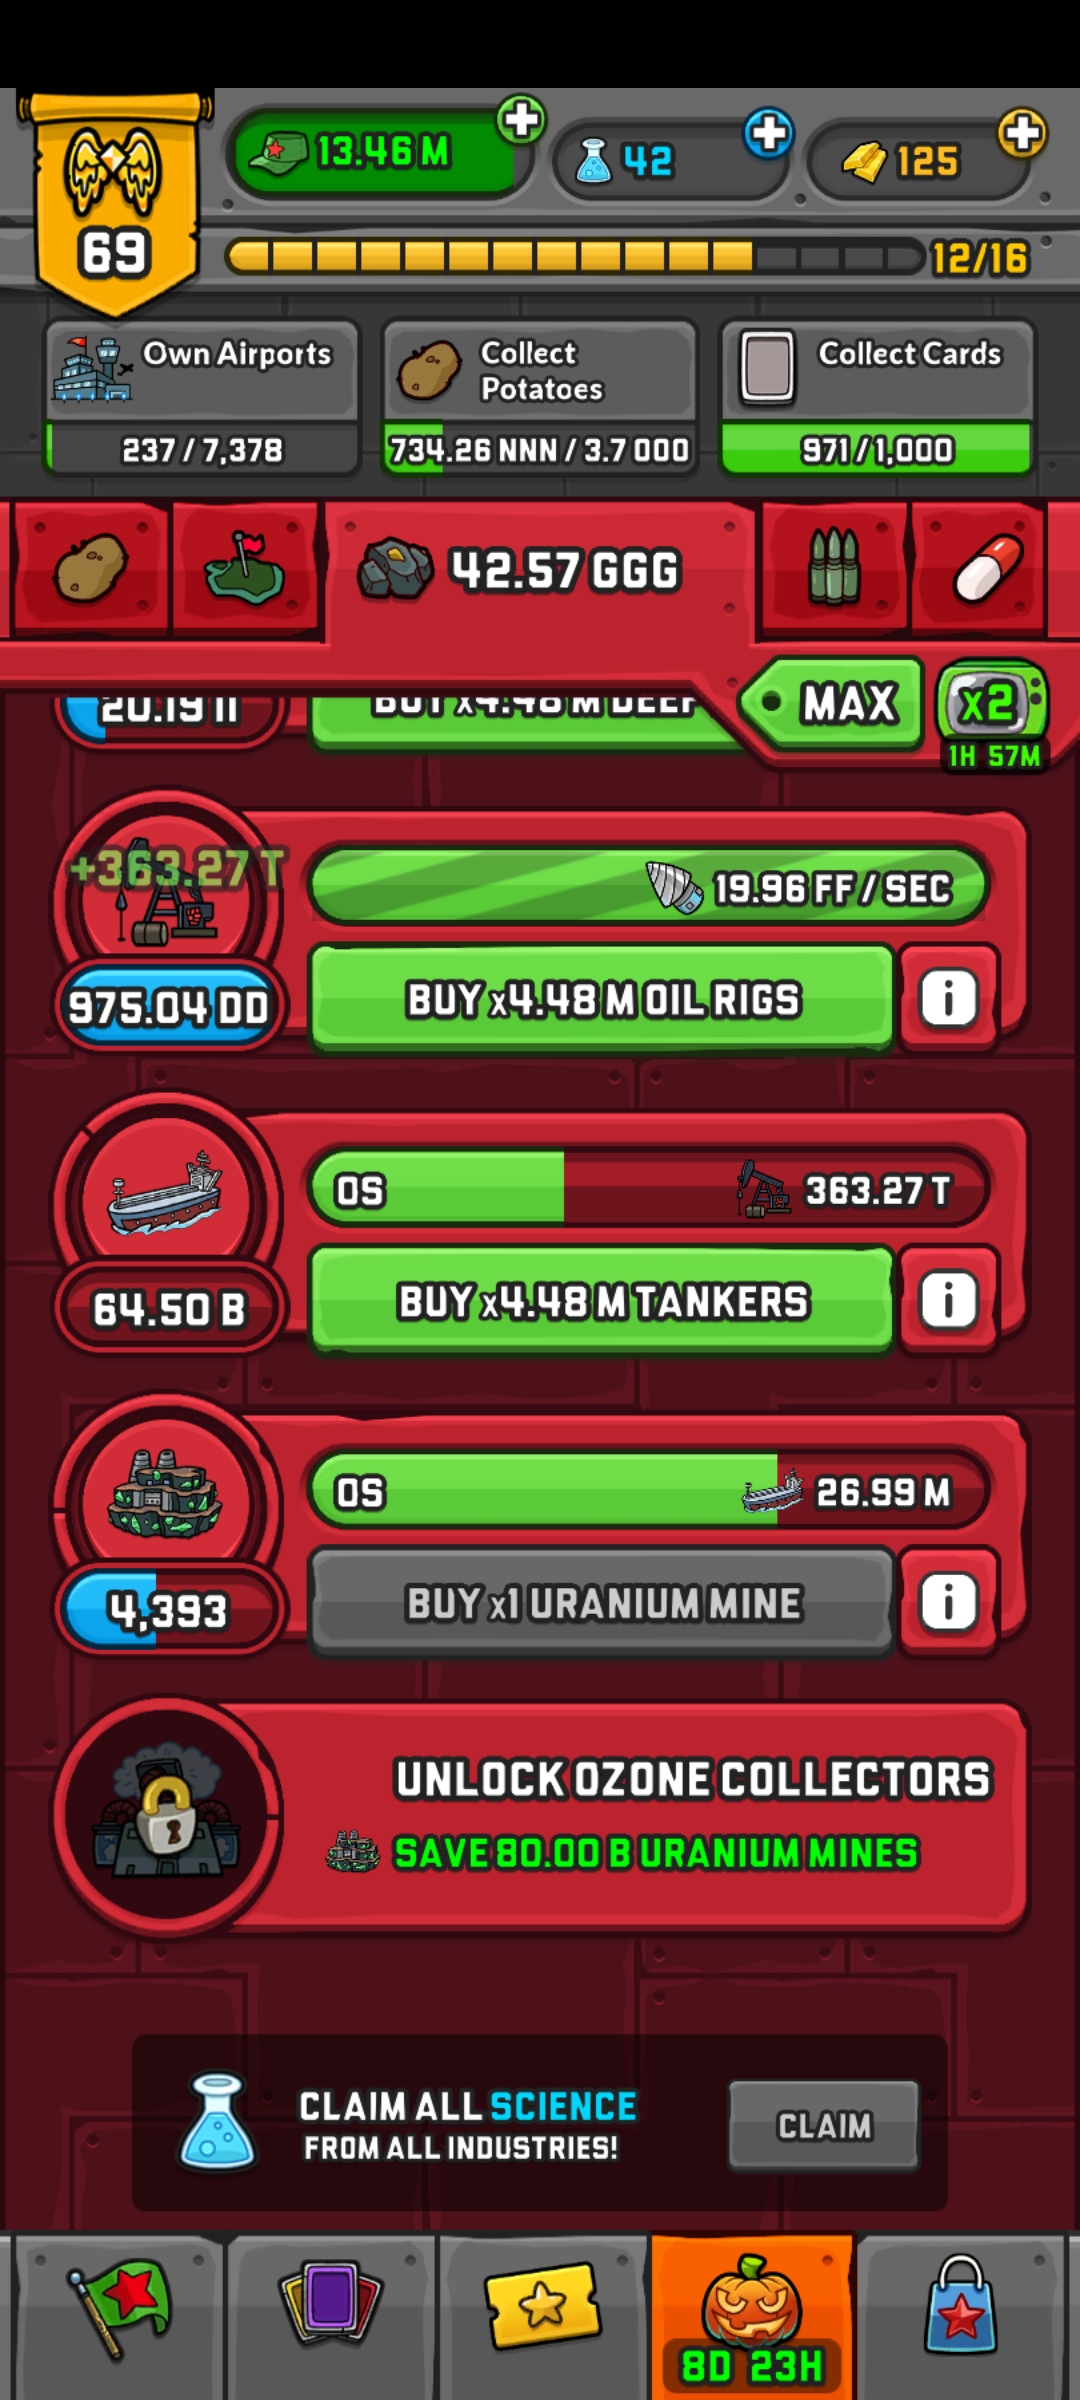 13.46 M
42
125
69
12/16
Own Airports
237 / 7,378
Collect
Potatoes
734.26 NNN / 3.7 OOO
Collect Cards
971 / 1,000
42.57 GGG
MAX
x2
1H 57M
20.19 II
+363.27 T
19.96 FF / SEC
975.04 DD
BUY x4.48 M OIL RIGS
0S
363.27 T
64.50 B
BUY x4.48 M TANKERS
0S
26.99 M
4,393
BUY x1 URANIUM MINE
UNLOCK OZONE COLLECTORS
SAVE 80.00 B URANIUM MINES
CLAIM ALL SCIENCE
FROM ALL INDUSTRIES!
CLAIM
8D 23H